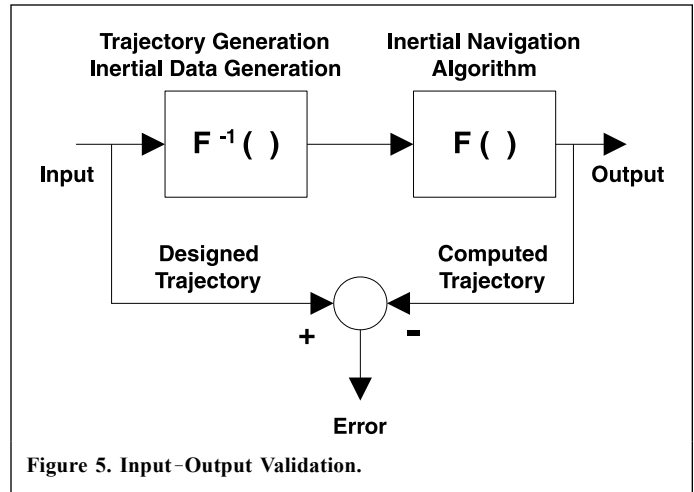 Trajectory Generation
Inertial Data Generation
Inertial Navigation
Algorithm
F -1 ( )
F ( )
Input
Output
Designed
Trajectory
Computed
Trajectory
+
-
Error
Figure 5. Input-Output Validation.